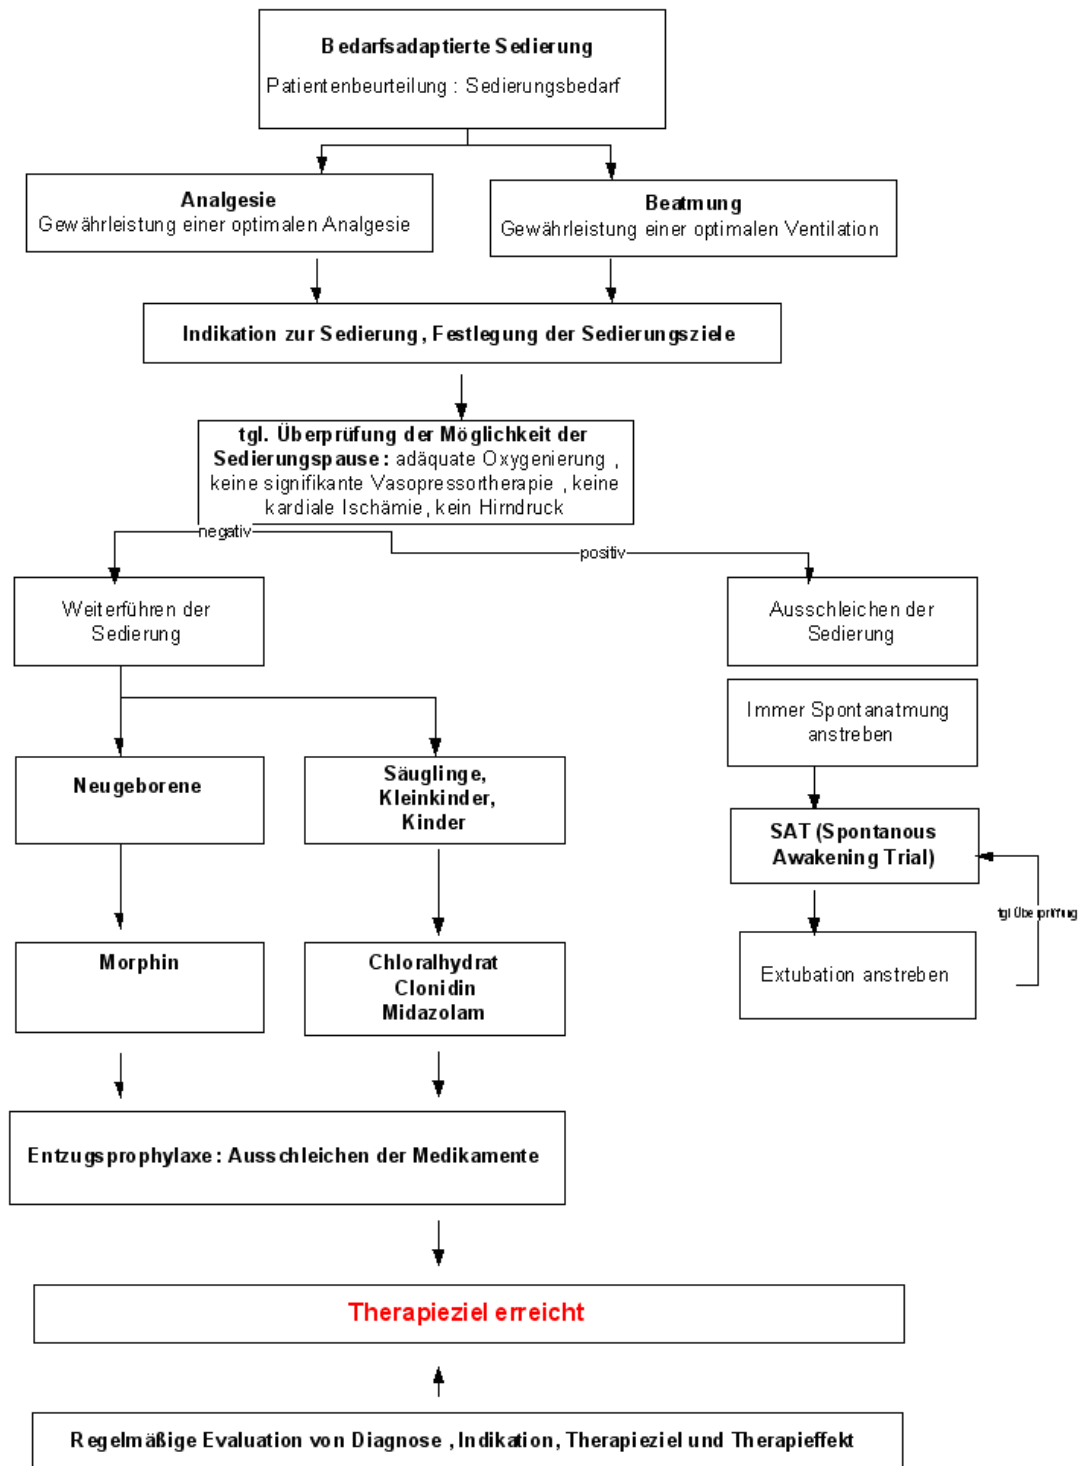 Bedarfsadaptierte Sedierung
Patientenbeurteilung : Sedierungsbedarf
Analgesie
Gewährleistung einer optimalen Analgesie
Beatmung
Gewährleistung einer optimalen Ventilation
Indikation zur Sedierung , Festlegung der Sedierungsziele
tgl. Überprüfung der Möglichkeit der
Sedierungspause : adäquate Oxygenierung ,
keine signifikante Vasopressortherapie , keine
kardiale Ischämie, kein Hirndruck
negativ
positiv
Weiterführen der
Sedierung
Ausschleichen der
Sedierung
Immer Spontanatmung
anstreben
Neugeborene
Säuglinge,
Kleinkinder,
Kinder
SAT (Spontanous
Awakening Trial)
tgl Überprüfung
Morphin
Chloralhydrat
Clonidin
Midazolam
Extubation anstreben
Entzugsprophylaxe : Ausschleichen der Medikamente
Therapieziel erreicht
Regelmäßige Evaluation von Diagnose , Indikation, Therapieziel und Therapieffekt